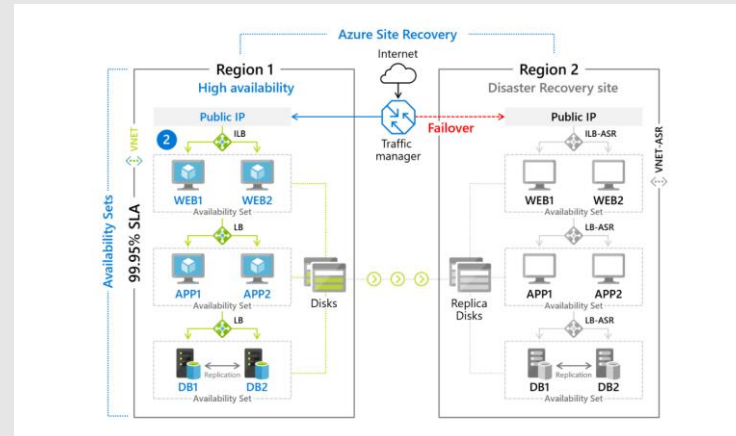 Azure Site Recovery
Internet
Region 1
High availability
Region 2
Disaster Recovery site
Public IP
Public IP
Failover
Traffic
manager
2
VNET
ILB
ILB-ASR
VNET-ASR
WEB1
WEB2
Availability Set
WEB1
WEB2
Availability Set
Availability Sets
99.95% SLA
LB
LB-ASR
APP1
APP2
Availability Set
Disks
Replica
Disks
APP1
APP2
Availability Set
LB
LB-ASR
Replication
DB1
DB2
Availability Set
Replication
DB1
DB2
Availability Set